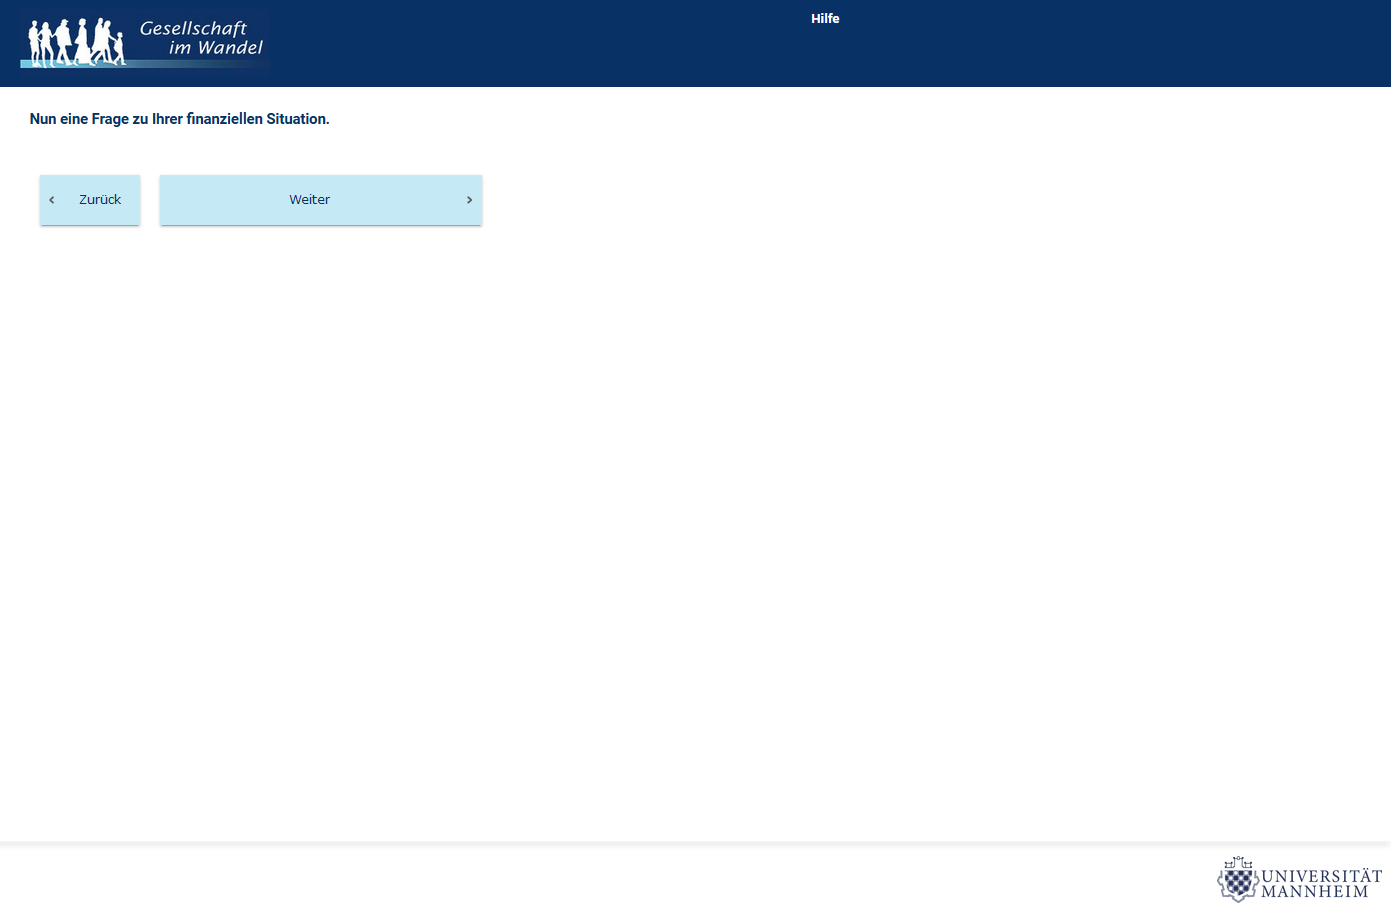 Gesellschaft
im Wandel
Hilfe
Nun eine Frage zu Ihrer finanziellen Situation.
Zurück
Weiter
UNIVERSITÄT
MANNHEIM